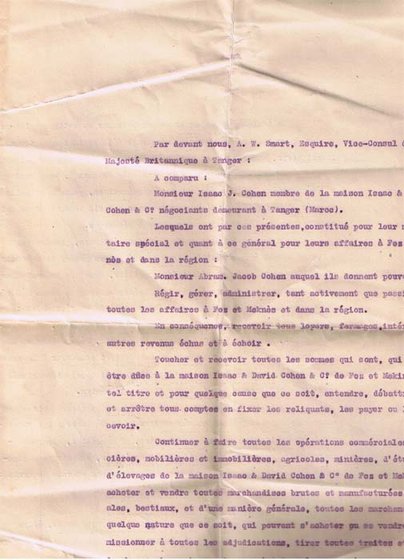 Par devant nous, A. W. Smart, Esquire, Vice-Consul
Majesté Britannique à Tanger :
A comparu :
Monsieur Isaac J. Cohen membre de la maison Isaac &
Cohen & Cº négociants demeurant à Tanger (Maroc).
Lesquels ont par ces présentes, constitué pour leur
taire spécial et quant à ce général pour leurs affaires à Fez
nès et dans la région :
Monsieur Abram. Jacob Cohen auquel ils donnent pouv
Régir, gérer, administrer, tant activement que pas
toutes les affaires à Fez et Meknès et dans la région.
En conséquence, recevoir tous loyers, fermages, inté
autres revenus échus et à échoir .
Toucher et recevoir toutes les sommes qui sont, qui
être dûes à la maison Isaac & David Cohen & Cº de Fez et Mekn
tel titre et pour quelque cause que ce soit, entendre, débatt
et arrêter tous comptes en fixer les reliquats, les payer ou
cevoir.
Continuer à faire toutes les opérations commerciale
cières, mobilières et immobilières, agricoles, minières, d'ét
d'élevages de la maison Isaac & David Cohen & Cº de Fez et Me
acheter et vendre toutes marchandises brutes et manufacturées
ales, bestiaux, et d'une manière générale, toutes les marchan
quelque nature que ce soit, qui peuvent s'acheter ou se vendre
missionner à toutes les adjudications, tirer toutes traites